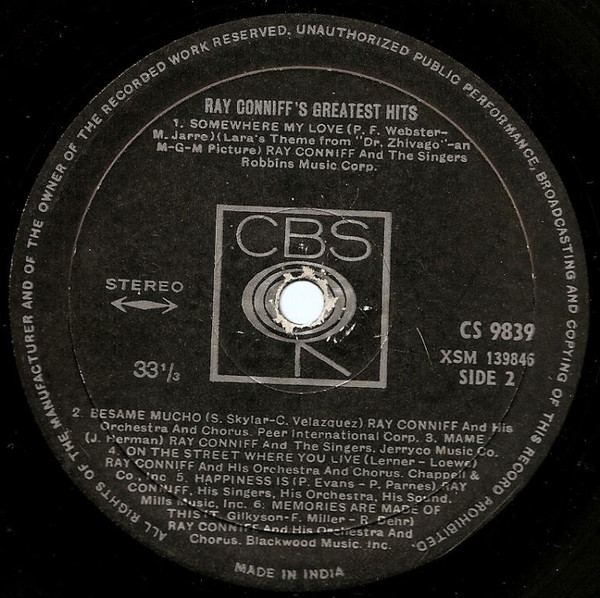 ALL RIGHTS OF THE MANUFACTURER AND OF THE OWNER OF THE RECORDED WORK RESERVED. UNAUTHORIZED PUBLIC PERFORMANCE, BROADCASTING AND COPYING OF THIS RECORD PROHIBITED.
RAY CONNIFF'S GREATEST HITS
1. SOMEWHERE MY LOVE (P. F. Webster-
M. Jarre) (Lara's Theme from "Dr. Zhivago"-an
M-G-M Picture) RAY CONNIFF And The Singers
Robbins Music Corp.
CBS
STEREO
33 1/3
CS 9839
XSM 139846
SIDE 2
2. BESAME MUCHO (S. Skylar-C. Velazquez) RAY CONNIFF And His
Orchestra And Chorus. Peer International Corp. 3. MAME
(J. Herman) RAY CONNIFF And The Singers. Jerryco Music Co.
4. ON THE STREET WHERE YOU LIVE (Lerner - Loewe)
RAY CONNIFF And His Orchestra And Chorus. Chappell &
Co., Inc 5. HAPPINESS IS (P. Evans - P. Parnes) RAY
CONNIFF, His Singers, His Orchestra, His Sound.
Mills Music, Inc. 6: MEMORIES ARE MADE OF
THIS (T. Gilkyson-F. Miller - R. Dehr)
RAY CONNIFF And His Orchestra And
Chorus. Blackwood Music. Inc.
MADE IN INDIA